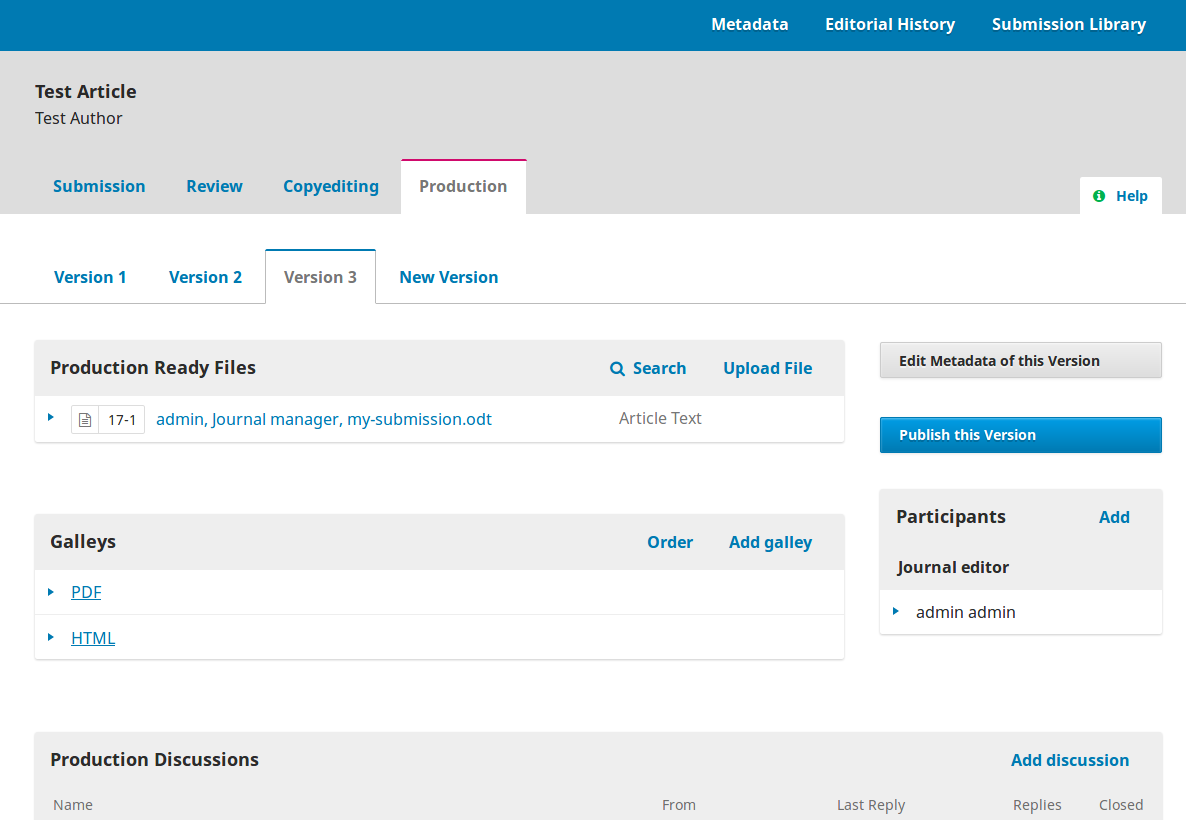 Metadata Editorial History Submission Library
Test Article
Test Author
Submission Review Copyediting Production
Help
Version 1 Version 2 Version 3 New Version
Production Ready Files Search Upload File
17-1 admin, Journal manager, my-submission.odt Article Text
Edit Metadata of this Version
Publish this Version
Galleys Order Add galley
PDF
HTML
Participants Add
Journal editor
admin admin
Production Discussions Add discussion
Name From Last Reply Replies Closed